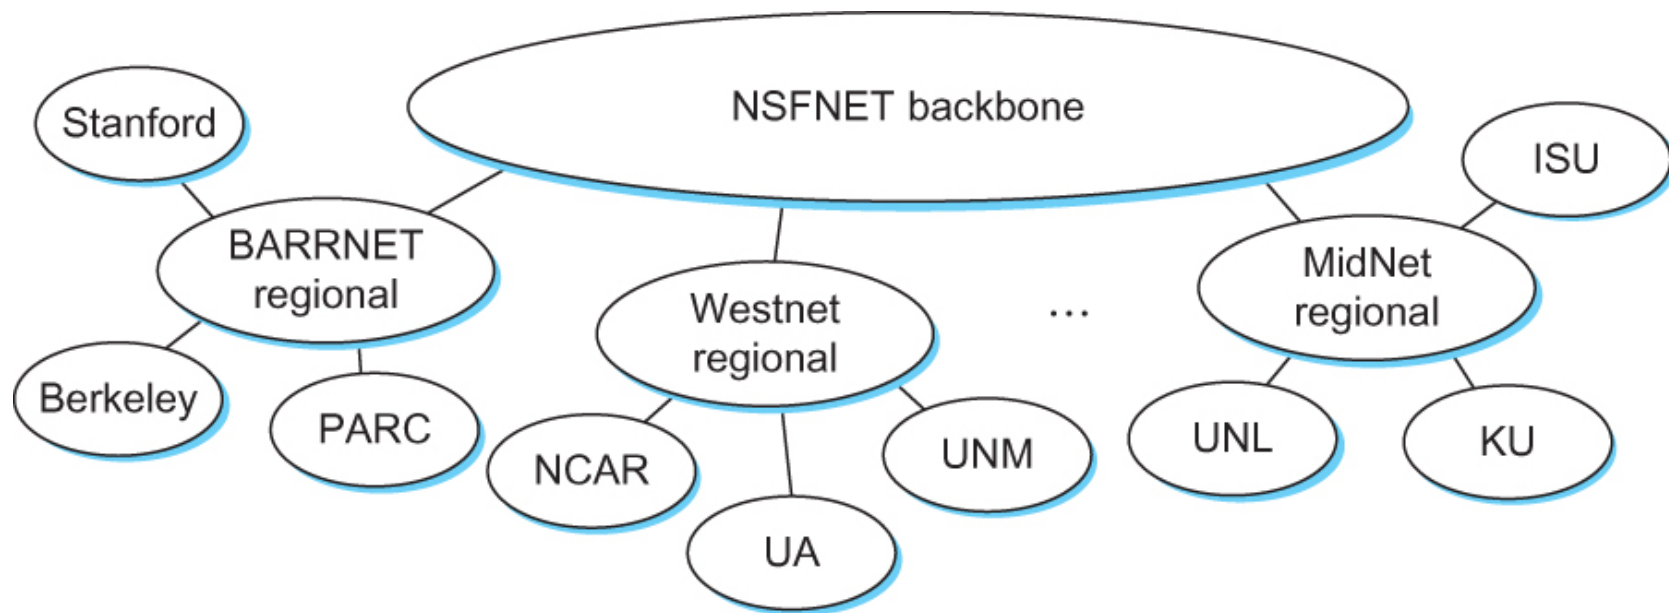 NSFNET backbone
Stanford
ISU
BARRNET
regional
MidNet
regional
Westnet
regional
...
Berkeley
PARC
NCAR
UA
UNM
UNL
KU